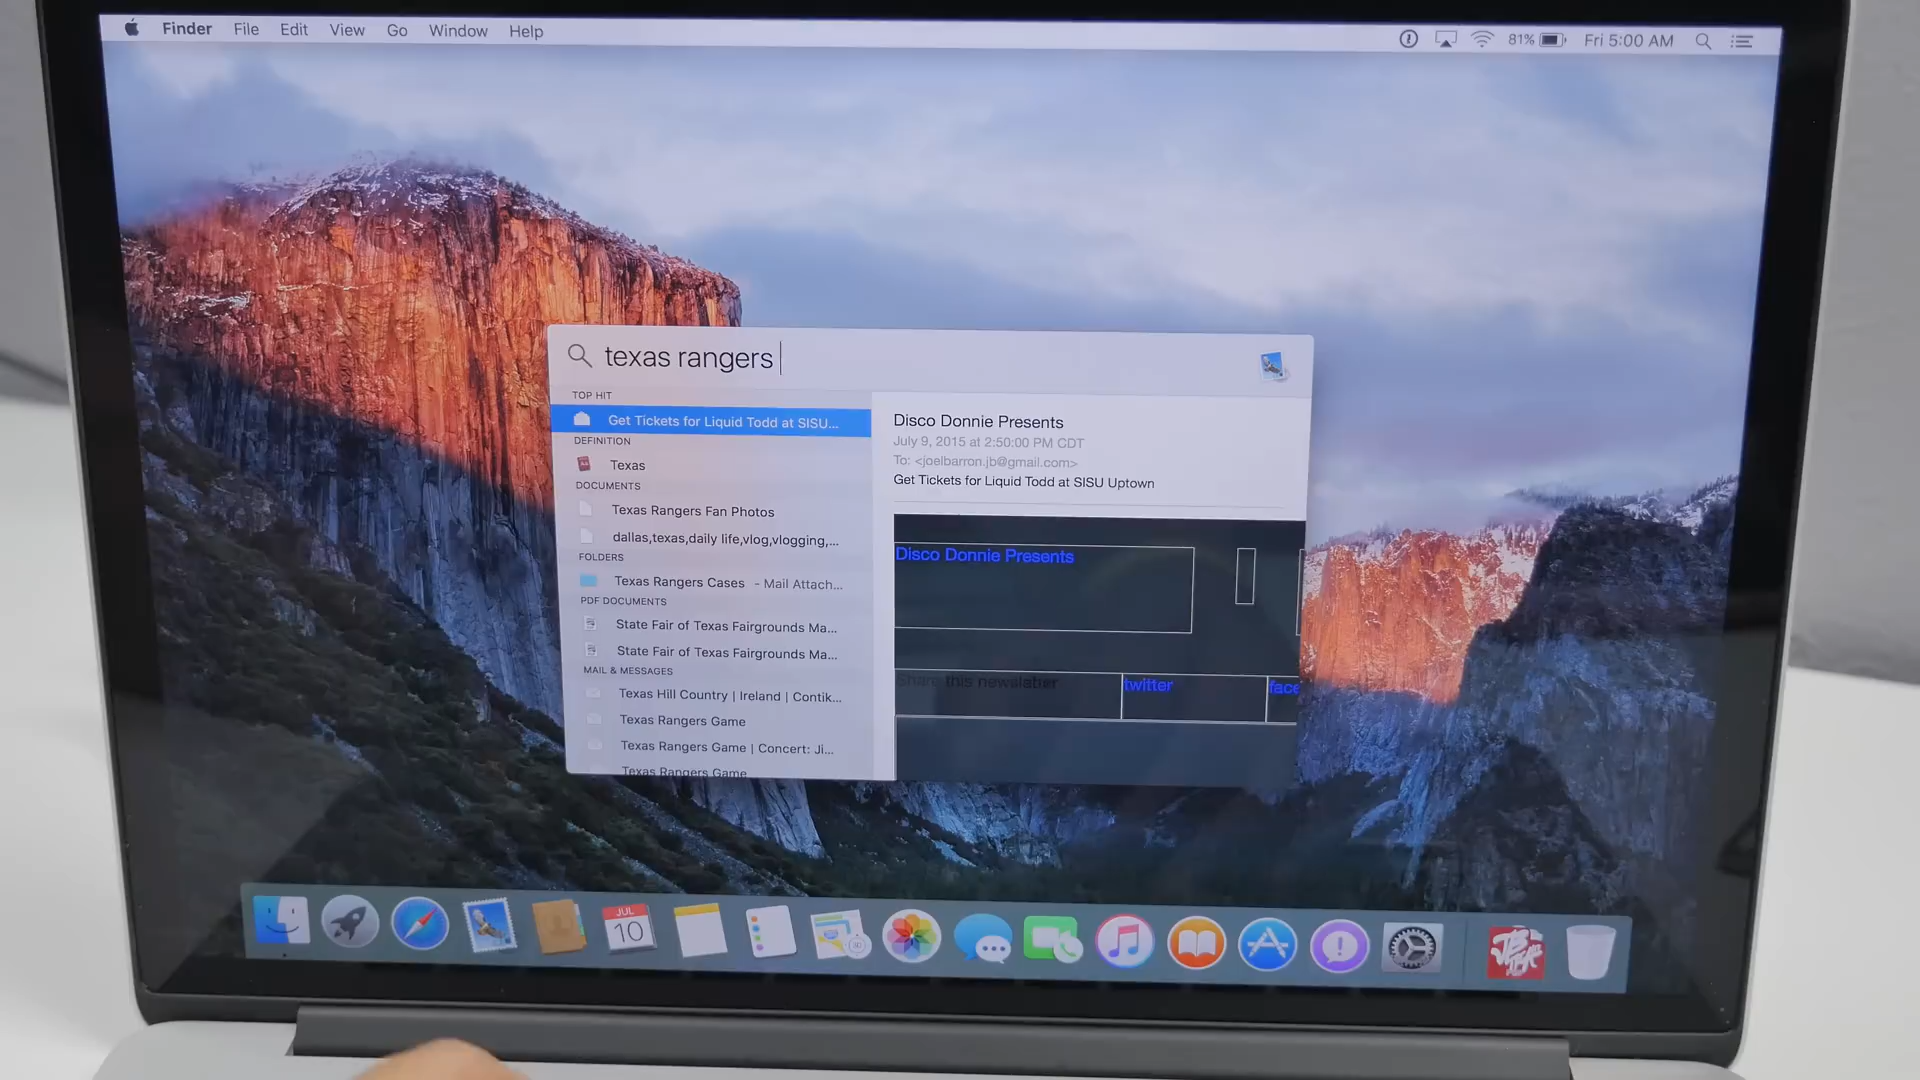 Finder File Edit View Go Window Help
81% Fri 5:00 AM
texas rangers
TOP HIT
Get Tickets for Liquid Todd at SISU...
DEFINITION
Texas
DOCUMENTS
Texas Rangers Fan Photos
dallas,texas,daily life,vlog,vlogging,...
FOLDERS
Texas Rangers Cases - Mail Attach...
PDF DOCUMENTS
State Fair of Texas Fairgrounds Ma...
State Fair of Texas Fairgrounds Ma...
MAIL & MESSAGES
Texas Hill Country | Ireland | Contik...
Texas Rangers Game
Texas Rangers Game | Concert: Ji...
Texas Rangers Game
Disco Donnie Presents
July 9, 2015 at 2:50:00 PM CDT
To: <joelbarron.jb@gmail.com>
Get Tickets for Liquid Todd at SISU Uptown
Disco Donnie Presents
Share this newsletter twitter face
JUL
10